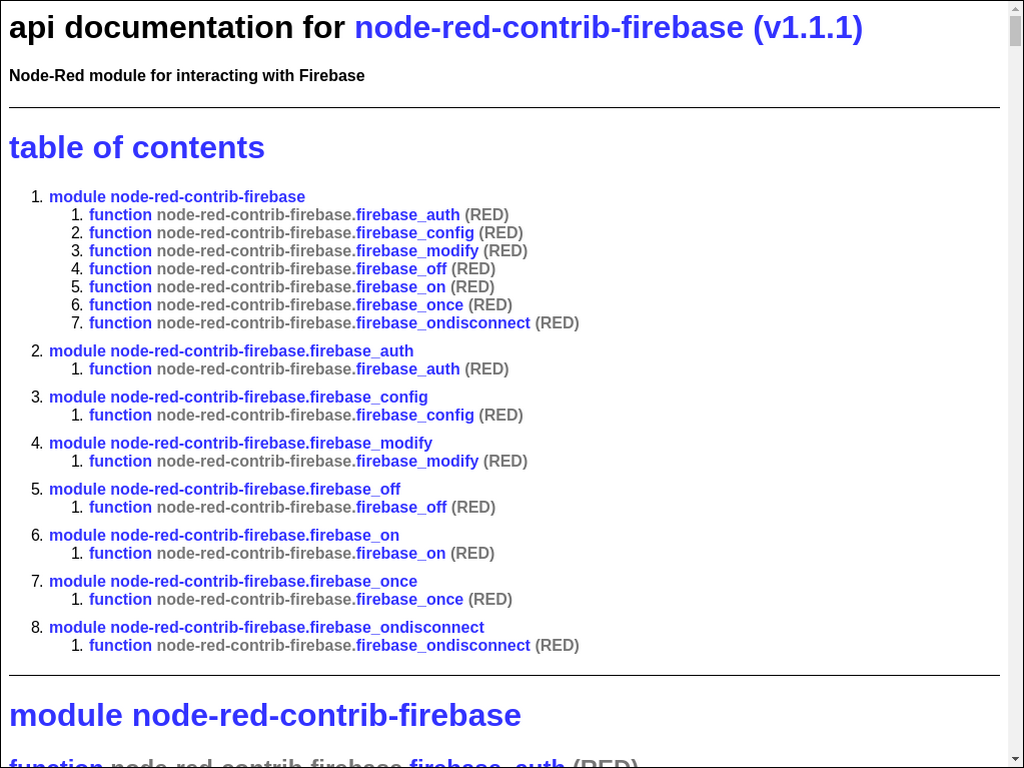 api documentation for node-red-contrib-firebase (v1.1.1)
Node-Red module for interacting with Firebase
table of contents
1. module node-red-contrib-firebase
1. function node-red-contrib-firebase.firebase_auth (RED)
2. function node-red-contrib-firebase.firebase_config (RED)
3. function node-red-contrib-firebase.firebase_modify (RED)
4. function node-red-contrib-firebase.firebase_off (RED)
5. function node-red-contrib-firebase.firebase_on (RED)
6. function node-red-contrib-firebase.firebase_once (RED)
7. function node-red-contrib-firebase.firebase_ondisconnect (RED)
2. module node-red-contrib-firebase.firebase_auth
1. function node-red-contrib-firebase.firebase_auth (RED)
3. module node-red-contrib-firebase.firebase_config
1. function node-red-contrib-firebase.firebase_config (RED)
4. module node-red-contrib-firebase.firebase_modify
1. function node-red-contrib-firebase.firebase_modify (RED)
5. module node-red-contrib-firebase.firebase_off
1. function node-red-contrib-firebase.firebase_off (RED)
6. module node-red-contrib-firebase.firebase_on
1. function node-red-contrib-firebase.firebase_on (RED)
7. module node-red-contrib-firebase.firebase_once
1. function node-red-contrib-firebase.firebase_once (RED)
8. module node-red-contrib-firebase.firebase_ondisconnect
1. function node-red-contrib-firebase.firebase_ondisconnect (RED)
module node-red-contrib-firebase
function node-red-contrib-firebase.firebase_auth (RED)